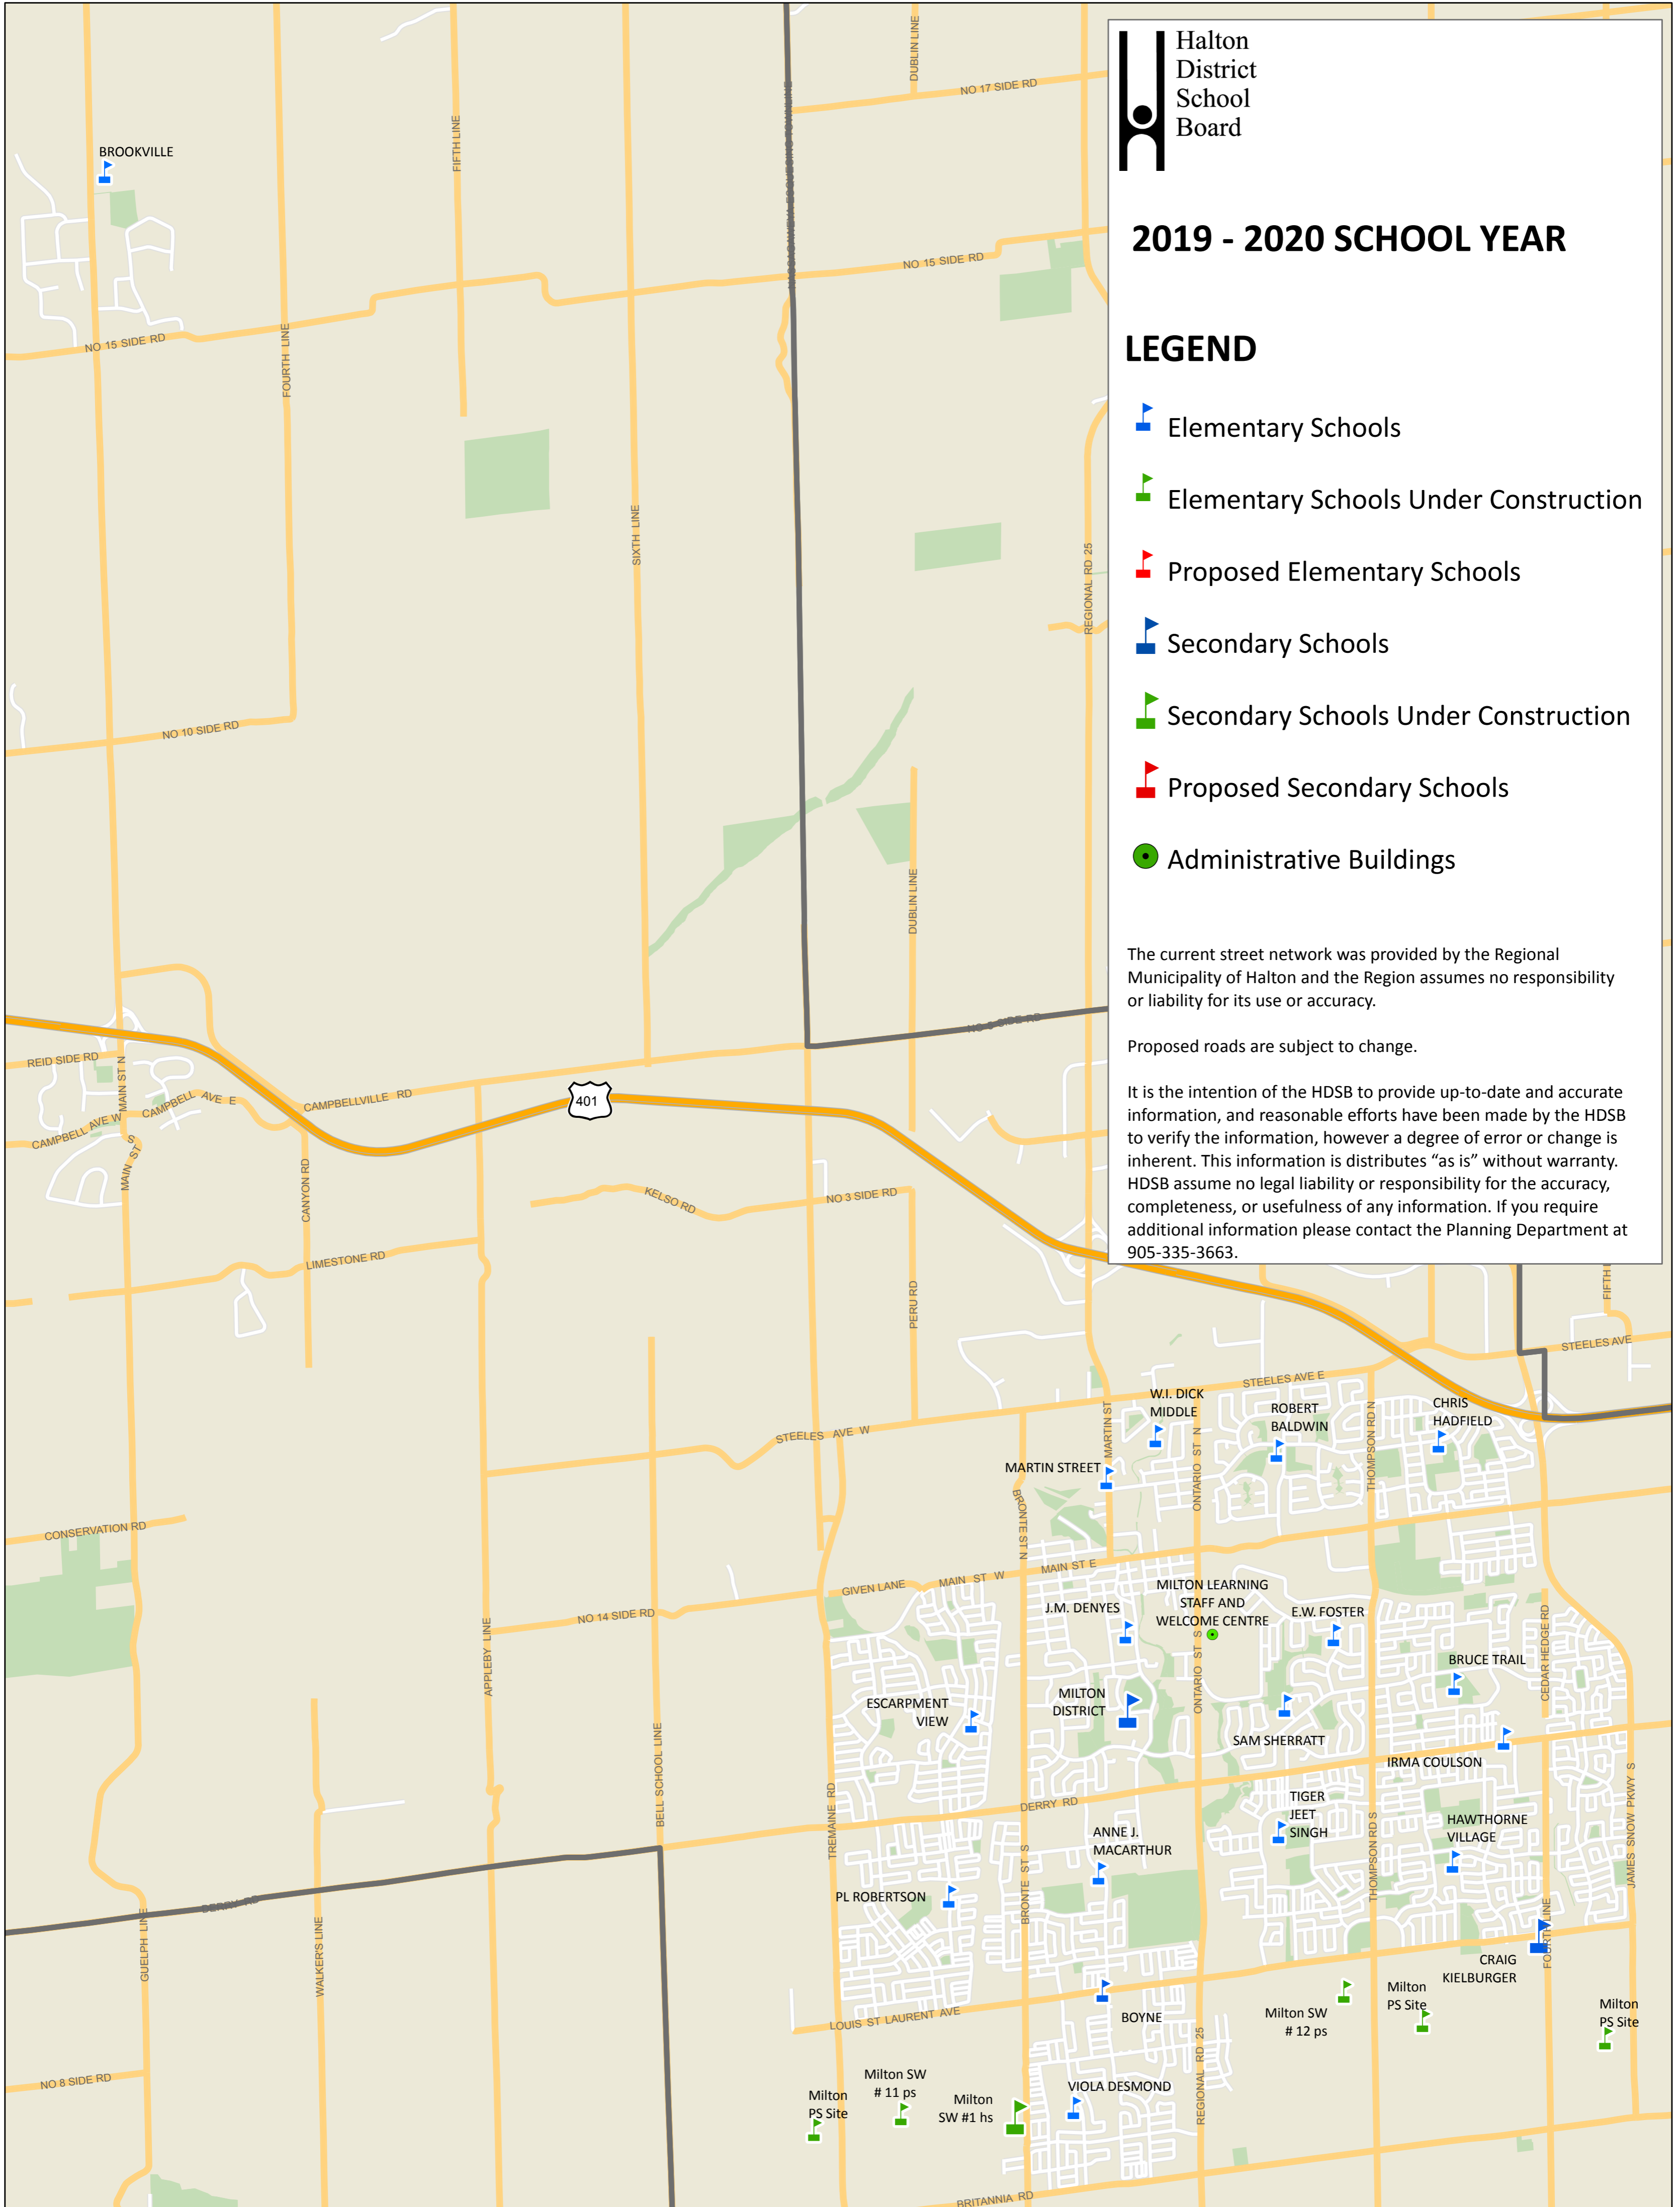 Halton
District
School
Board
2019 - 2020 SCHOOL YEAR
LEGEND
Elementary Schools
Elementary Schools Under Construction
Proposed Elementary Schools
Secondary Schools
Secondary Schools Under Construction
Proposed Secondary Schools
Administrative Buildings
The current street network was provided by the Regional
Municipality of Halton and the Region assumes no responsibility
or liability for its use or accuracy.
Proposed roads are subject to change.
It is the intention of the HDSB to provide up-to-date and accurate
information, and reasonable efforts have been made by the HDSB
to verify the information, however a degree of error or change is
inherent. This information is distributes “as is” without warranty.
HDSB assume no legal liability or responsibility for the accuracy,
completeness, or usefulness of any information. If you require
additional information please contact the Planning Department at
905-335-3663.
DUBLIN LINE
NO 17 SIDE RD
FIFTH LINE
BROOKVILLE
NO 15 SIDE RD
NO 15 SIDE RD
FOURTH LINE
SIXTH LINE
REGIONAL RD 25
NO 10 SIDE RD
DUBLIN LINE
NO 5 SIDE RD
REID SIDE RD
MAIN ST N
CAMPBELL AVE E
CAMPBELLVILLE RD
401
CAMPBELL AVE W
MAIN ST S
CANYON RD
KELSO RD
NO 3 SIDE RD
LIMESTONE RD
PERU RD
STEELES AVE
STEELES AVE E
W.I. DICK
MIDDLE
ROBERT
BALDWIN
CHRIS
HADFIELD
MARTIN ST
ONTARIO ST N
THOMPSON RD N
STEELES AVE W
MARTIN STREET
BRONTE ST N
CONSERVATION RD
MAIN ST E
MAIN ST W
GIVEN LANE
NO 14 SIDE RD
MILTON LEARNING
STAFF AND
WELCOME CENTRE
J.M. DENYES
E.W. FOSTER
APPLEBY LINE
ONTARIO ST S
CEDAR HEDGE RD
BRUCE TRAIL
ESCARPMENT
VIEW
MILTON
DISTRICT
SAM SHERRATT
IRMA COULSON
BELL SCHOOL LINE
TREMAINE RD
DERRY RD
TIGER
JEET
SINGH
HAWTHORNE
VILLAGE
JAMES SNOW PKWY S
ANNE J.
MACARTHUR
THOMPSON RD S
BRONTE ST S
PL ROBERTSON
DERRY RD
GUELPH LINE
WALKER'S LINE
FOURTH LINE
CRAIG
KIELBURGER
LOUIS ST LAURENT AVE
BOYNE
Milton SW
# 12 ps
Milton
PS Site
Milton
PS Site
REGIONAL RD 25
NO 8 SIDE RD
Milton
PS Site
Milton SW
# 11 ps
Milton
SW #1 hs
VIOLA DESMOND
BRITANNIA RD